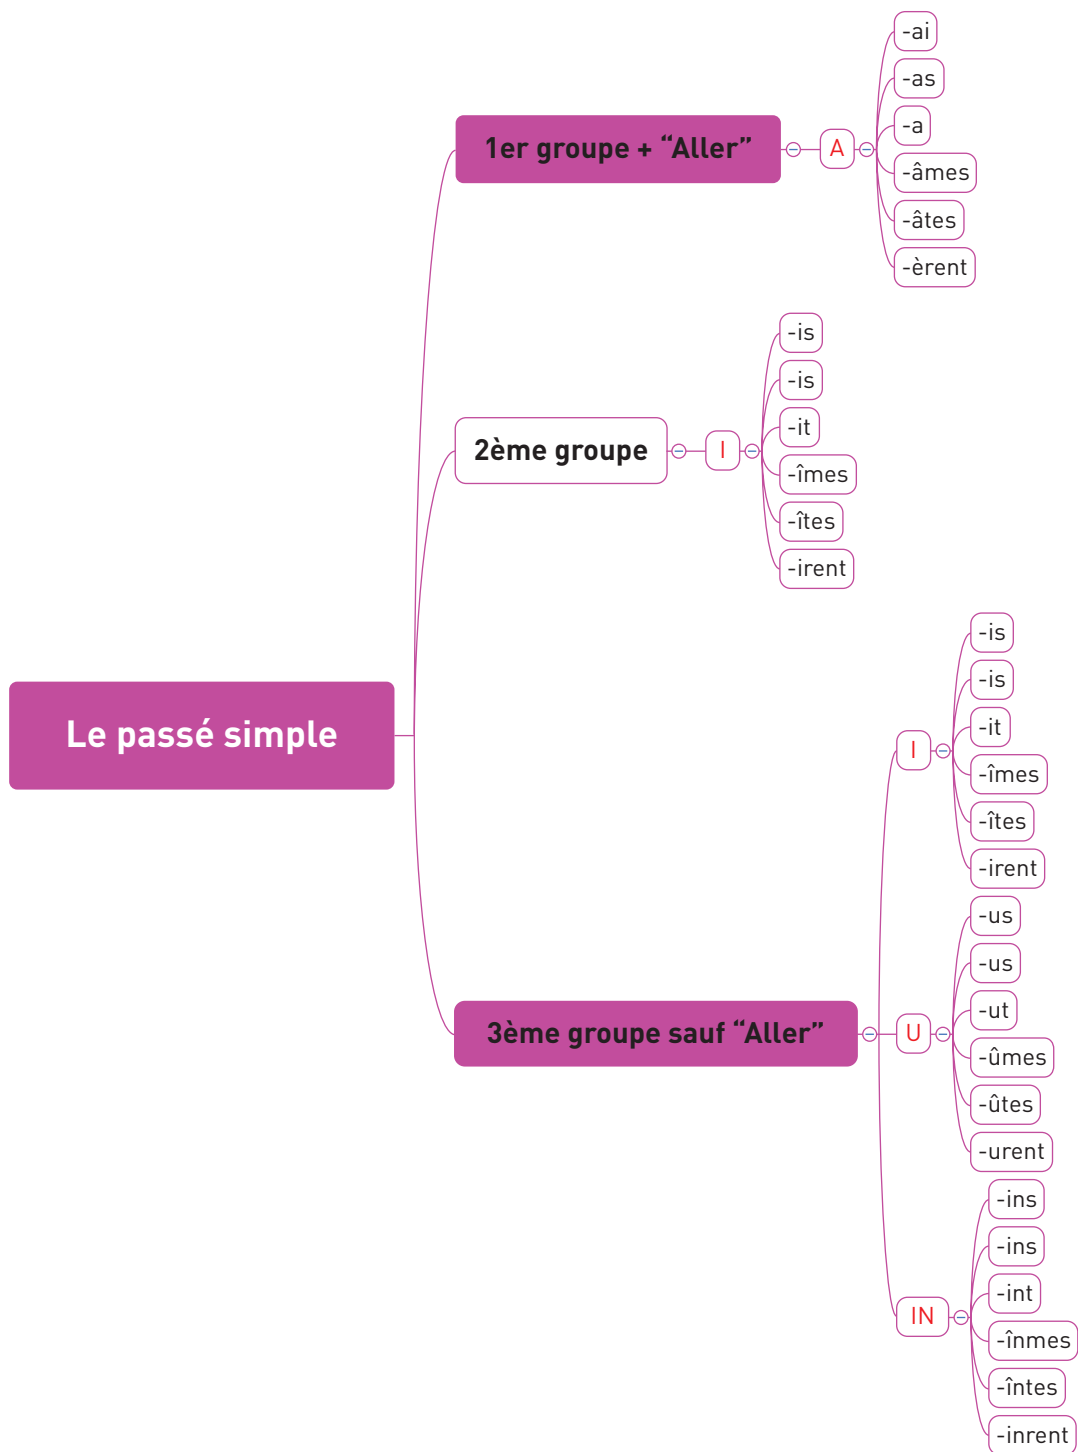 Le passé simple
1er groupe + “Aller”
A
-ai
-as
-a
-âmes
-âtes
-èrent
2ème groupe
I
-is
-is
-it
-îmes
-îtes
-irent
3ème groupe sauf “Aller”
I
-is
-is
-it
-îmes
-îtes
-irent
U
-us
-us
-ut
-ûmes
-ûtes
-urent
IN
-ins
-ins
-int
-înmes
-întes
-inrent